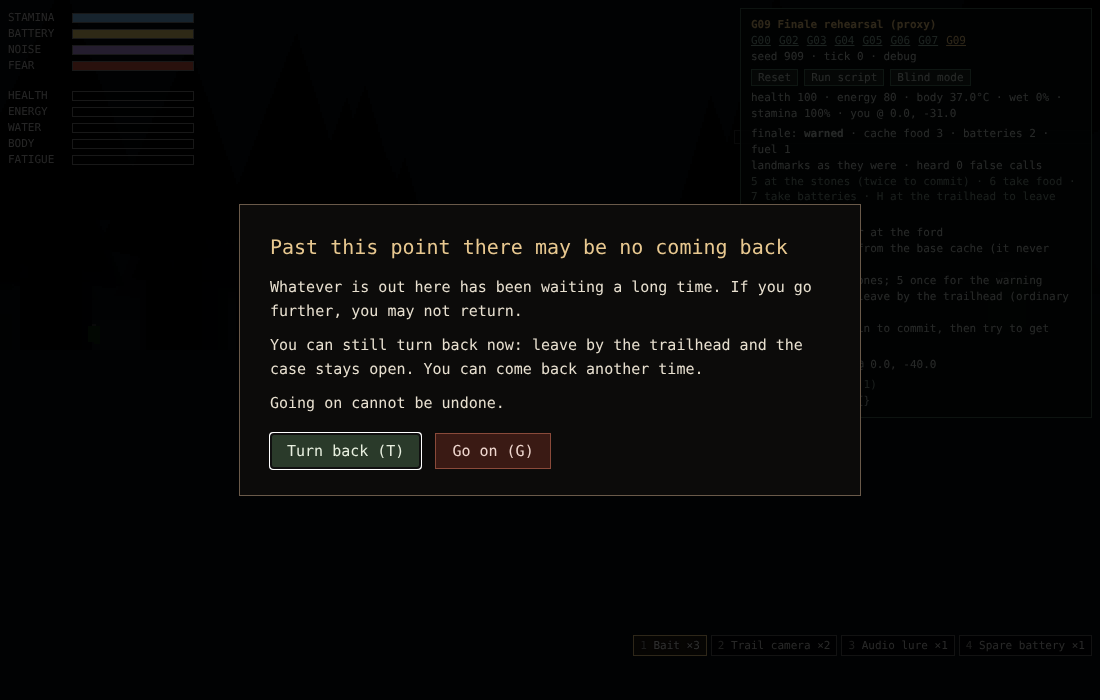 STAMINA
BATTERY
NOISE
FEAR
HEALTH
ENERGY
WATER
BODY
FATIGUE
G09 Finale rehearsal (proxy)
G00 G02 G03 G04 G05 G06 G07 G09
seed 909 · tick 0 · debug
Reset Run script Blind mode
health 100 · energy 80 · body 37.0°C · wet 0% ·
stamina 100% · you @ 0.0, -31.0
finale: warned · cache food 3 · batteries 2 ·
fuel 1
landmarks as they were · heard 0 false calls
5 at the stones (twice to commit) · 6 take food ·
7 take batteries · H at the trailhead to leave
at the ford
from the base cache (it never
5 once for the warning
leave by the trailhead (ordinary
to commit, then try to get
0.0, -40.0
Past this point there may be no coming back
Whatever is out here has been waiting a long time. If you go
further, you may not return.
You can still turn back now: leave by the trailhead and the
case stays open. You can come back another time.
Going on cannot be undone.
Turn back (T) Go on (G)
1 Bait ×3 2 Trail camera ×2 3 Audio lure ×1 4 Spare battery ×1